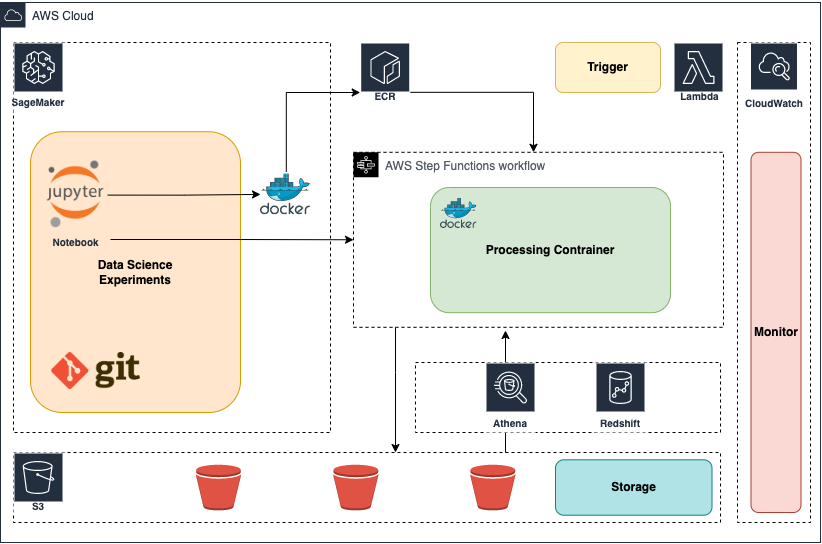 AWS Cloud
SageMaker
ECR
Trigger
Lambda
CloudWatch
jupyter
Notebook
docker
Data Science
Experiments
git
AWS Step Functions workflow
docker
Processing Contrainer
Monitor
Athena
Redshift
S3
Storage